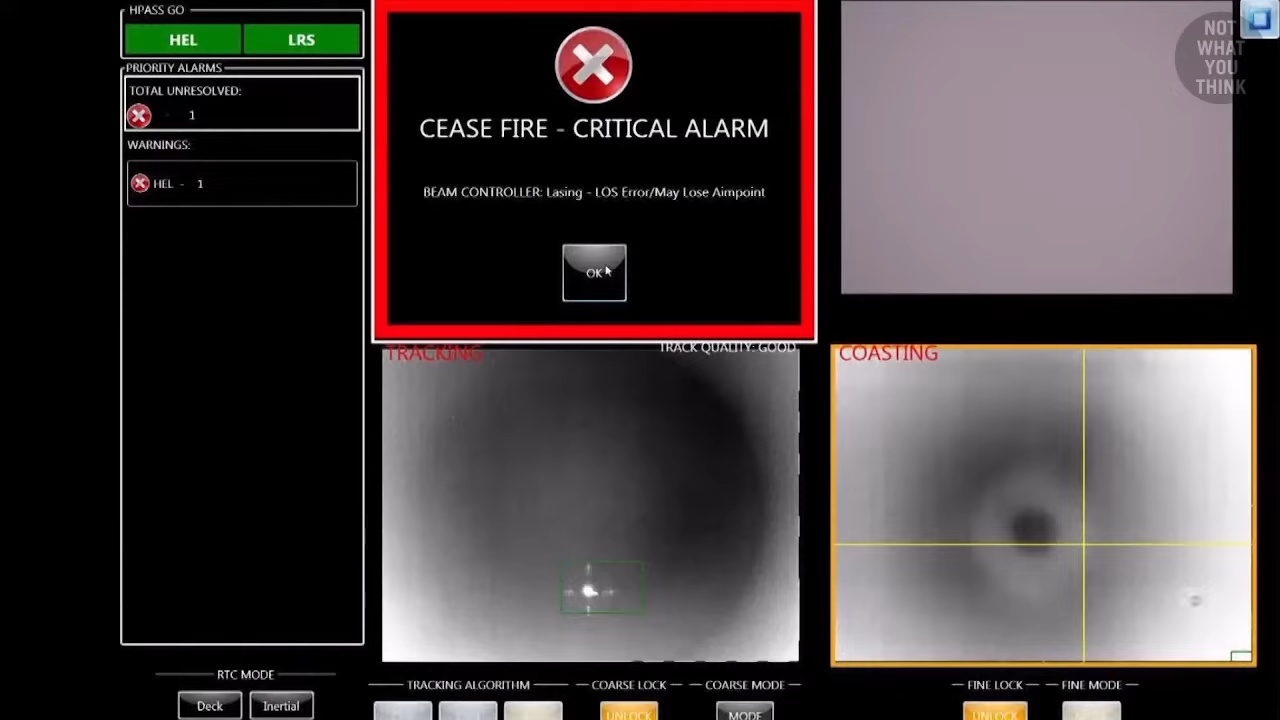 HPASS GO
HEL
LRS
PRIORITY ALARMS
TOTAL UNRESOLVED:
- 1
WARNINGS:
HEL - 1
CEASE FIRE - CRITICAL ALARM
BEAM CONTROLLER: Lasing - LOS Error/May Lose Aimpoint
OK
NOT
WHAT
YOU
THINK
TRACKING
TRACK QUALITY: GOOD
COASTING
RTC MODE
Deck
Inertial
TRACKING ALGORITHM
COARSE LOCK
COARSE MODE
UNLOCK
MODE
FINE LOCK
FINE MODE
UNLOCK